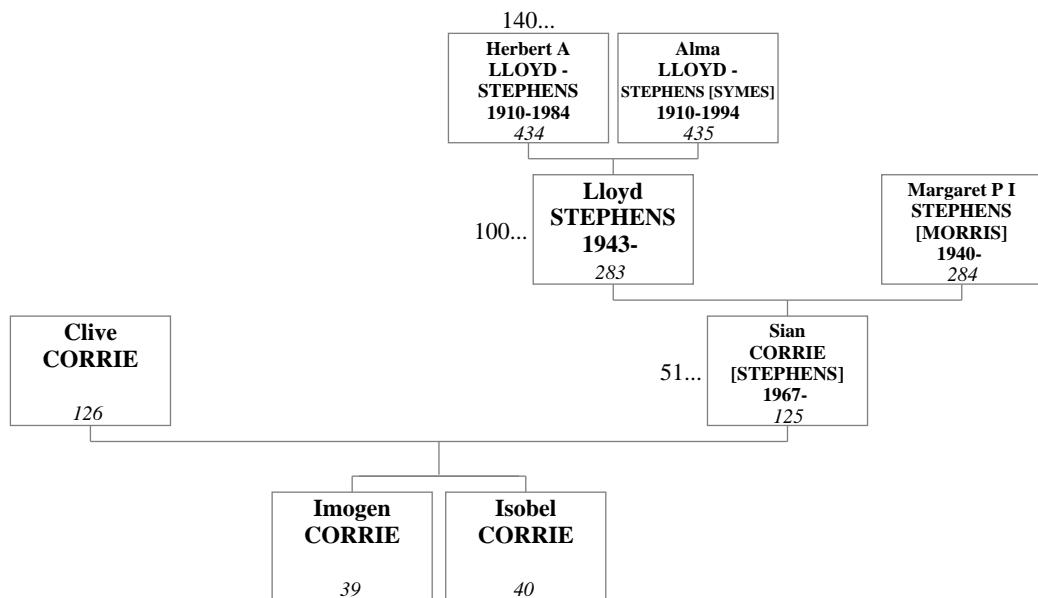 140...
Herbert A
LLOYD -
STEPHENS
1910-1984
434
Alma
LLOYD -
STEPHENS [SYMES]
1910-1994
435
100...
Lloyd
STEPHENS
1943-
283
Margaret P I
STEPHENS
[MORRIS]
1940-
284
Clive
CORRIE
126
51...
Sian
CORRIE
[STEPHENS]
1967-
125
Imogen
CORRIE
39
Isobel
CORRIE
40